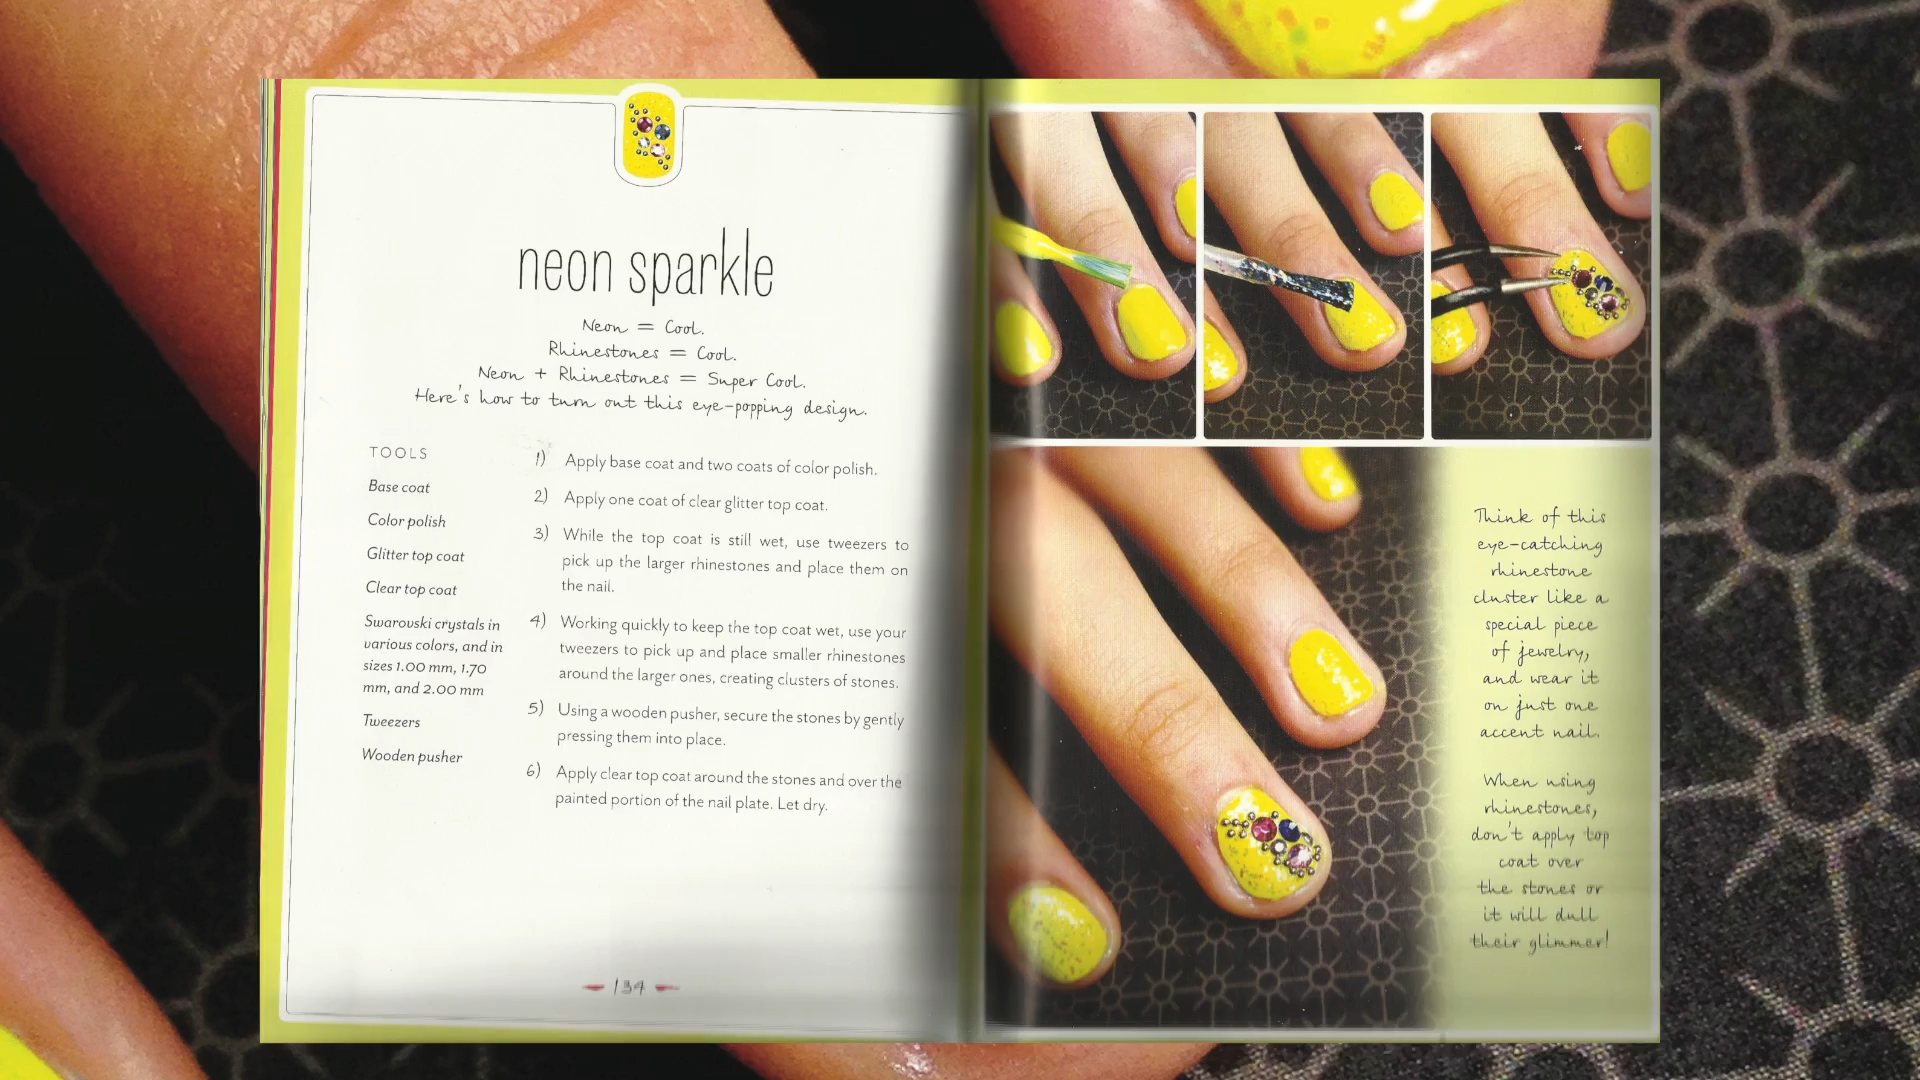 neon sparkle
Neon = Cool.
Rhinestones = Cool.
Neon + Rhinestones = Super Cool.
Here's how to turn out this eye-popping design.
TOOLS
Base coat
Color polish
Glitter top coat
Clear top coat
Swarovski crystals in
various colors, and in
sizes 1.00 mm, 1.70
mm, and 2.00 mm
Tweezers
Wooden pusher
1) Apply base coat and two coats of color polish.
2) Apply one coat of clear glitter top coat.
3) While the top coat is still wet, use tweezers to
pick up the larger rhinestones and place them on
the nail.
4) Working quickly to keep the top coat wet, use your
tweezers to pick up and place smaller rhinestones
around the larger ones, creating clusters of stones.
5) Using a wooden pusher, secure the stones by gently
pressing them into place.
6) Apply clear top coat around the stones and over the
painted portion of the nail plate. Let dry.
134
Think of this
eye-catching
rhinestone
cluster like a
special piece
of jewelry,
and wear it
on just one
accent nail.
When using
rhinestones,
don't apply top
coat over
the stones or
it will dull
their glimmer!